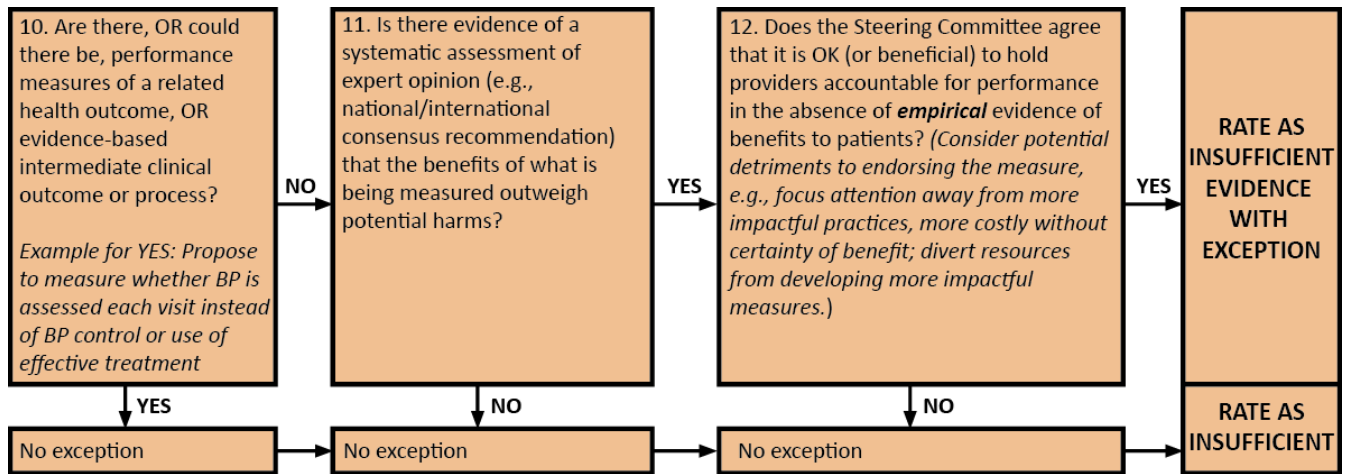 10. Are there, OR could
there be, performance
measures of a related
health outcome, OR
evidence-based
intermediate clinical
outcome or process?
Example for YES: Propose
to measure whether BP is
assessed each visit instead
of BP control or use of
effective treatment
NO
11. Is there evidence of a
systematic assessment of
expert opinion (e.g.,
national/international
consensus recommendation)
that the benefits of what is
being measured outweigh
potential harms?
YES
12. Does the Steering Committee agree
that it is OK (or beneficial) to hold
providers accountable for performance
in the absence of empirical evidence of
benefits to patients? (Consider potential
detriments to endorsing the measure,
e.g., focus attention away from more
impactful practices, more costly without
certainty of benefit; divert resources
from developing more impactful
measures.)
YES
RATE AS
INSUFFICIENT
EVIDENCE
WITH
EXCEPTION
YES
NO
NO
No exception
No exception
No exception
RATE AS
INSUFFICIENT